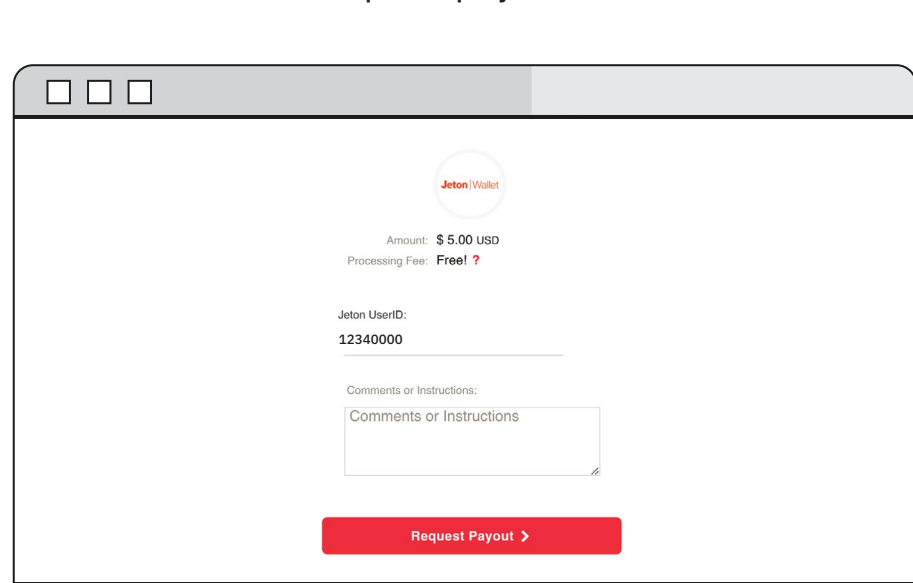 Jeton|Wallet
Amount: $ 5.00 USD
Processing Fee: Free! ?
Jeton UserID:
12340000
Comments or Instructions:
Comments or Instructions
Request Payout